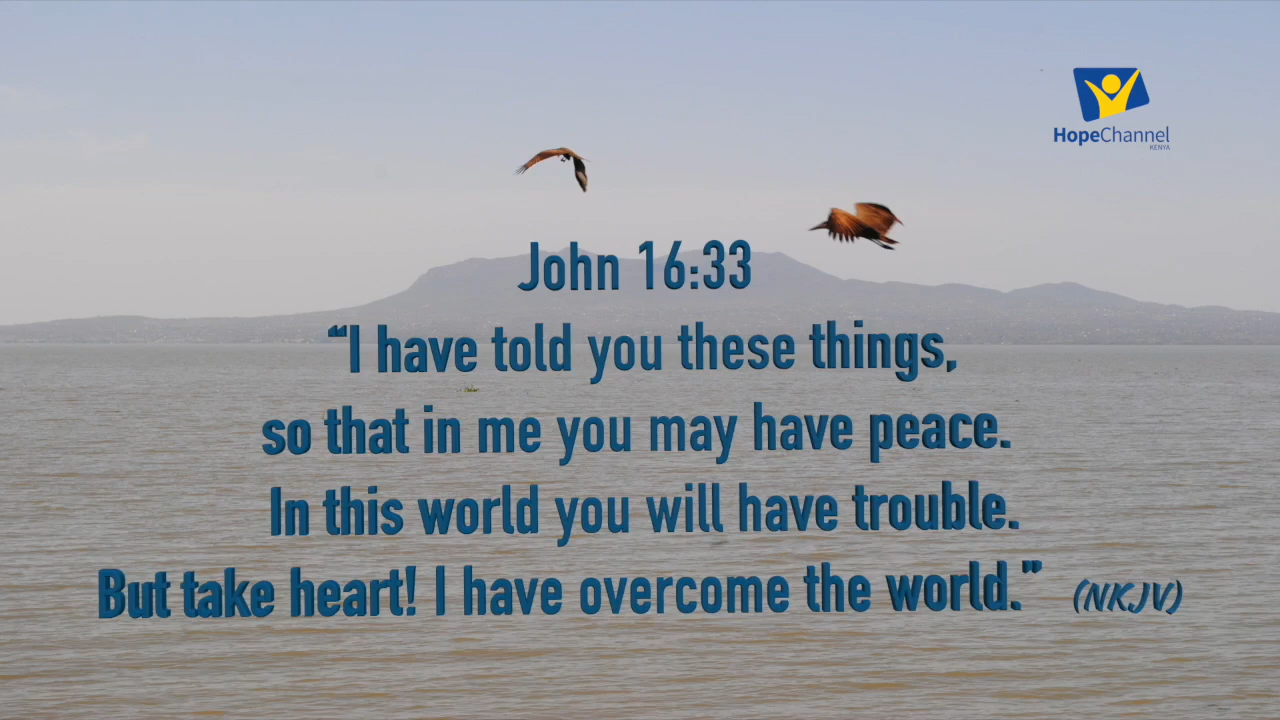 HopeChannel
KENYA
John 16:33
“I have told you these things,
so that in me you may have peace.
In this world you will have trouble.
But take heart! I have overcome the world.” (NKJV)